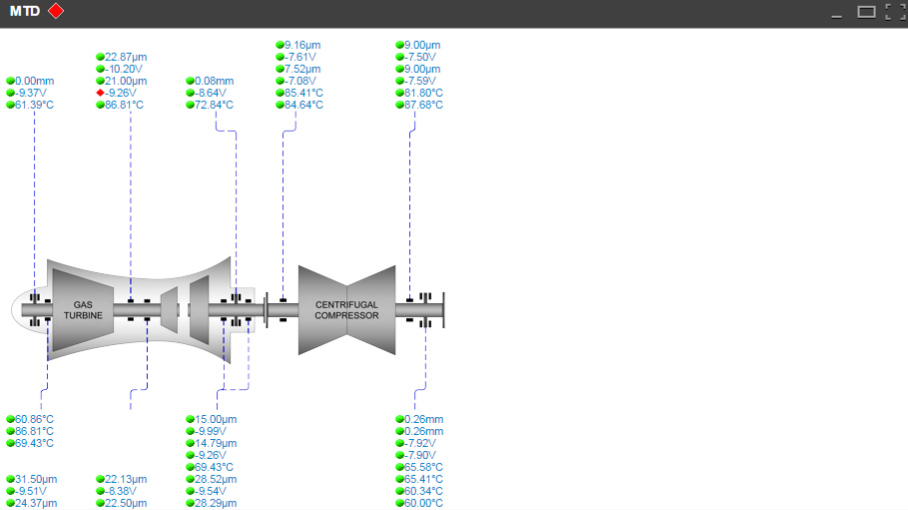 MTD
9.16µm
-7.61V
7.52µm
-7.08V
85.41°C
84.64°C
9.00µm
-7.50V
9.00µm
-7.59V
81.80°C
87.68°C
22.87µm
-10.20V
21.00µm
-9.26V
86.81°C
0.00mm
-9.37V
61.39°C
0.08mm
-8.64V
72.84°C
GAS
TURBINE
CENTRIFUGAL
COMPRESSOR
60.86°C
86.81°C
69.43°C
31.50µm
-9.51V
24.37µm
22.13µm
-8.38V
22.50µm
15.00µm
-9.99V
14.79µm
-9.26V
69.43°C
28.52µm
-9.54V
28.29µm
0.26mm
0.26mm
-7.92V
-7.90V
65.58°C
65.41°C
60.34°C
60.00°C